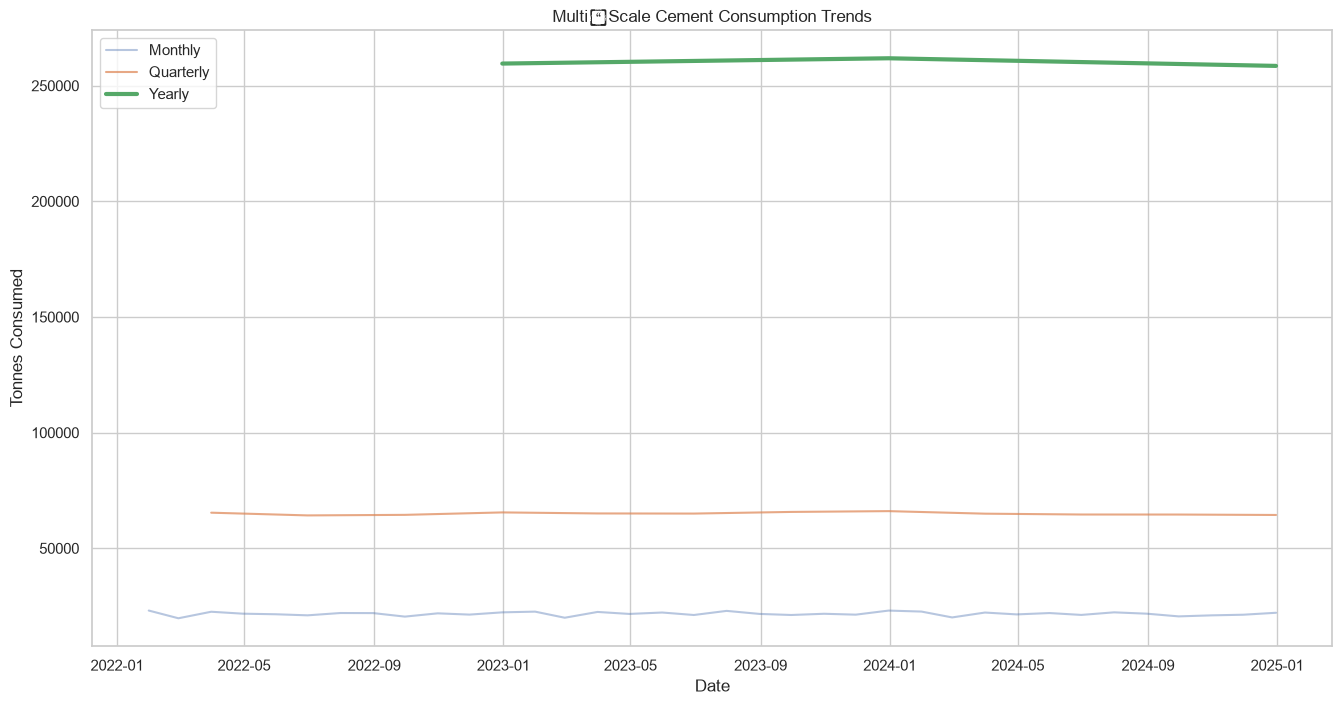 Multi Scale Cement Consumption Trends
Monthly
Quarterly
Yearly
Tonnes Consumed
250000
200000
150000
100000
50000
2022-01 2022-05 2022-09 2023-01 2023-05 2023-09 2024-01 2024-05 2024-09 2025-01
Date